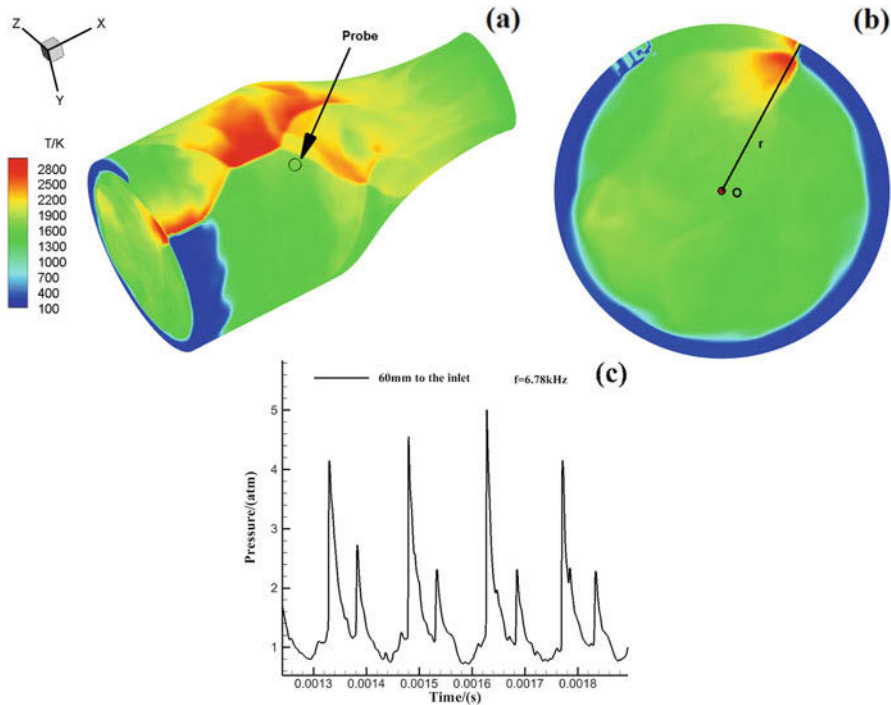 (a)
Z
X
Y
Probe
T/K
2800
2500
2200
1900
1600
1300
1000
700
400
100
(b)
r
O
(c)
60mm to the inlet f=6.78kHz
Pressure/(atm)
5
4
3
2
1
0.0013 0.0014 0.0015 0.0016 0.0017 0.0018
Time/(s)